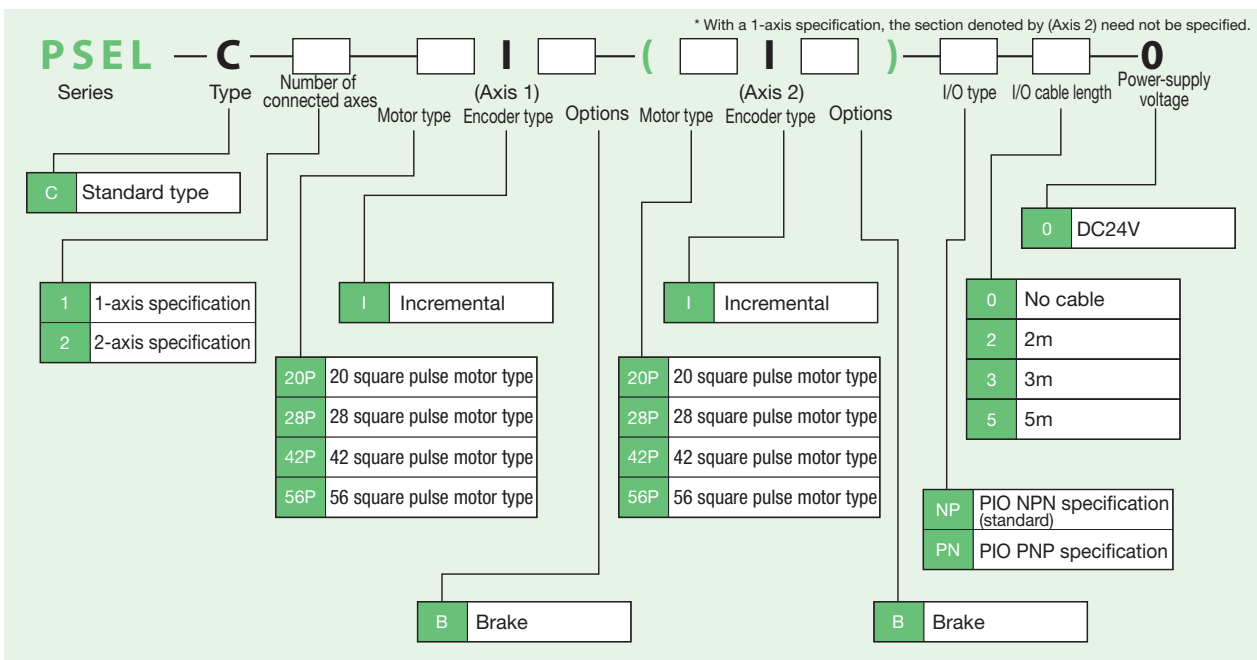 * With a 1-axis specification, the section denoted by (Axis 2) need not be specified.
PSEL — C — — I — ( I ) — — — 0
Series
Type
Number of
connected axes
(Axis 1)
Motor type
Encoder type
Options
(Axis 2)
Motor type
Encoder type
Options
I/O type
I/O cable length
Power-supply
voltage
C Standard type
1 1-axis specification
2 2-axis specification
I Incremental
20P 20 square pulse motor type
28P 28 square pulse motor type
42P 42 square pulse motor type
56P 56 square pulse motor type
B Brake
I Incremental
20P 20 square pulse motor type
28P 28 square pulse motor type
42P 42 square pulse motor type
56P 56 square pulse motor type
B Brake
NP PIO NPN specification
(standard)
PN PIO PNP specification
0 No cable
2 2m
3 3m
5 5m
0 DC24V